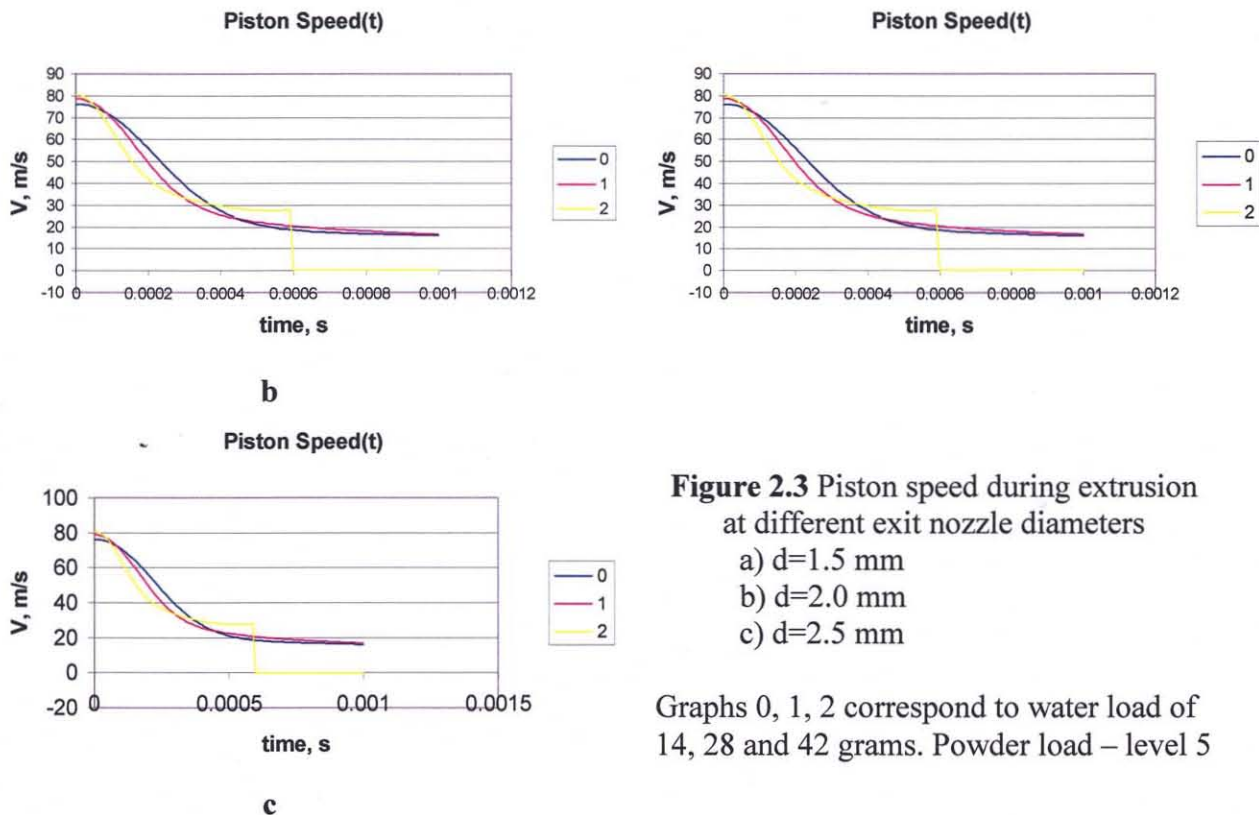 Piston Speed(t)
V, m/s
90
80
70
60
50
40
30
20
10
0
-10
0 0.0002 0.0004 0.0006 0.0008 0.001 0.0012
time, s
0
1
2
b
Piston Speed(t)
V, m/s
90
80
70
60
50
40
30
20
10
0
-10
0 0.0002 0.0004 0.0006 0.0008 0.001 0.0012
time, s
0
1
2
Piston Speed(t)
V, m/s
100
80
60
40
20
0
-20
0 0.0005 0.001 0.0015
time, s
0
1
2
c
Figure 2.3 Piston speed during extrusion
at different exit nozzle diameters
a) d=1.5 mm
b) d=2.0 mm
c) d=2.5 mm
Graphs 0, 1, 2 correspond to water load of
14, 28 and 42 grams. Powder load – level 5